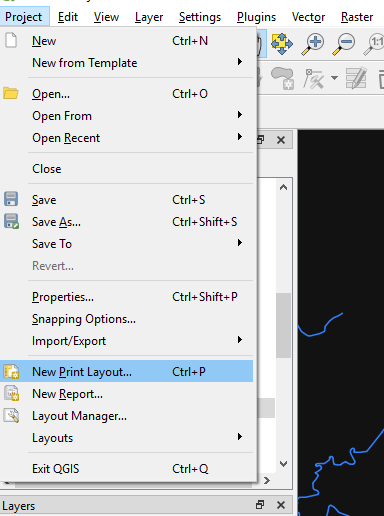 Project Edit View Layer Settings Plugins Vector Raster
New Ctrl+N
New from Template
Open... Ctrl+O
Open From
Open Recent
Close
Save Ctrl+S
Save As... Ctrl+Shift+S
Save To
Revert...
Properties... Ctrl+Shift+P
Snapping Options...
Import/Export
New Print Layout... Ctrl+P
New Report...
Layout Manager...
Layouts
Exit QGIS Ctrl+Q
Layers